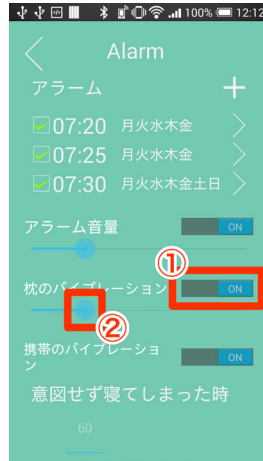 100% 12:12
Alarm
アラーム +
07:20 月火水木金
07:25 月火水木金
07:30 月火水木金土日
アラーム音量 ON
①
枕のバイブレーション ON
②
携帯のバイブレーショ
ン ON
意図せず寝てしまった時
60